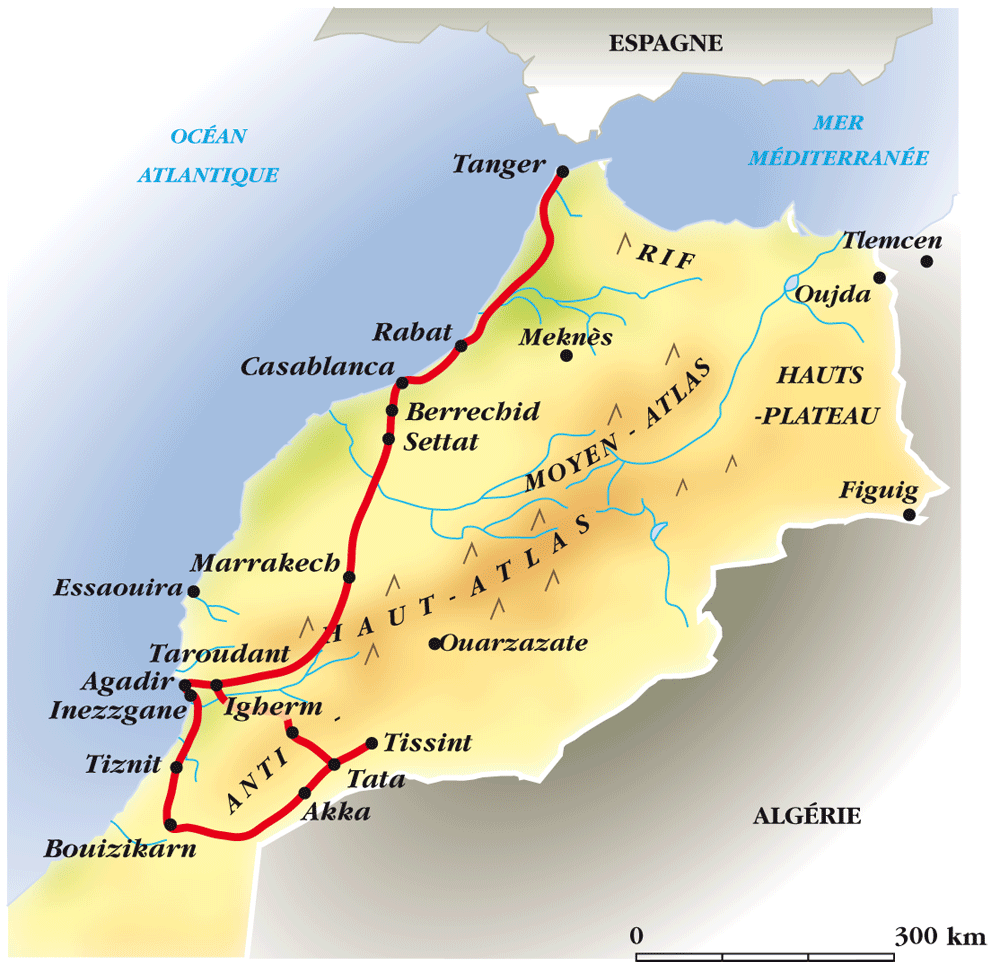 ESPAGNE
OCÉAN
ATLANTIQUE
MER
MÉDITERRANÉE
Tanger
Tlemcen
RIF
Oujda
Rabat
Meknès
Casablanca
HAUTS
-PLATEAU
Berrechid
Settat
MOYEN-ATLAS
Figuig
Marrakech
HAUT-ATLAS
Essaouira
Ouarzazate
Taroudant
Agadir
Inezzgane
Igherm
ANTI -
Tissint
Tiznit
Tata
Akka
ALGÉRIE
Bouizikarn
0 300 km